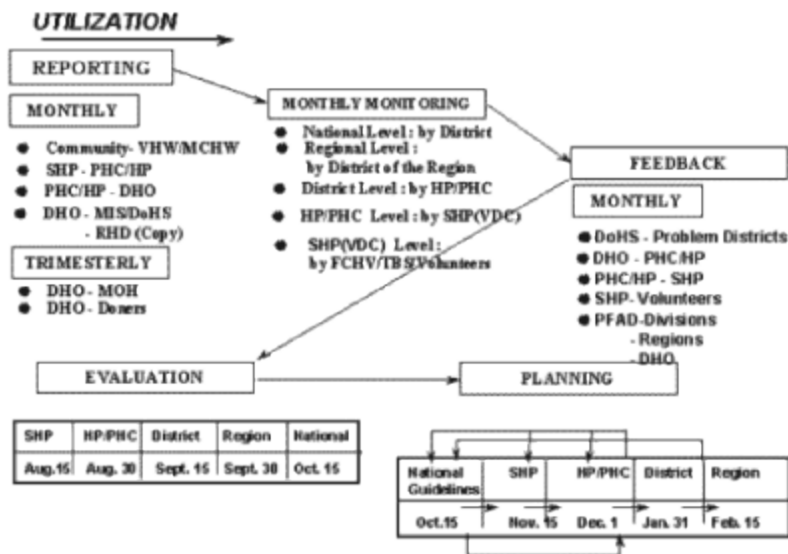 UTILIZATION
REPORTING
MONTHLY
● Community- VHW/MCHW
● SHP - PHC/HP
● PHC/HP - DHO
● DHO - MIS/DoHS
- RHD (Copy)
TRIMESTERLY
● DHO - MOH
● DHO - Doners
MONTHLY MONITORING
● National Level : by District
● Regional Level :
by District of the Region
● District Level : by HP/PHC
● HP/PHC Level : by SHP(VDC)
● SHP(VDC) Level :
by FCHV/TBS/Volunteers
FEEDBACK
MONTHLY
● DoHS - Problem Districts
● DHO - PHC/HP
● PHC/HP - SHP
● SHP-Volunteers
● PFAD-Divisions
- Regions
- DHO
EVALUATION
PLANNING
SHP HP/PHC District Region National
Aug.15 Aug. 30 Sept. 15 Sept. 30 Oct. 15
National Guidelines SHP HP/PHC District Region
Oct.15 Nov. 15 Dec. 1 Jan. 31 Feb. 15